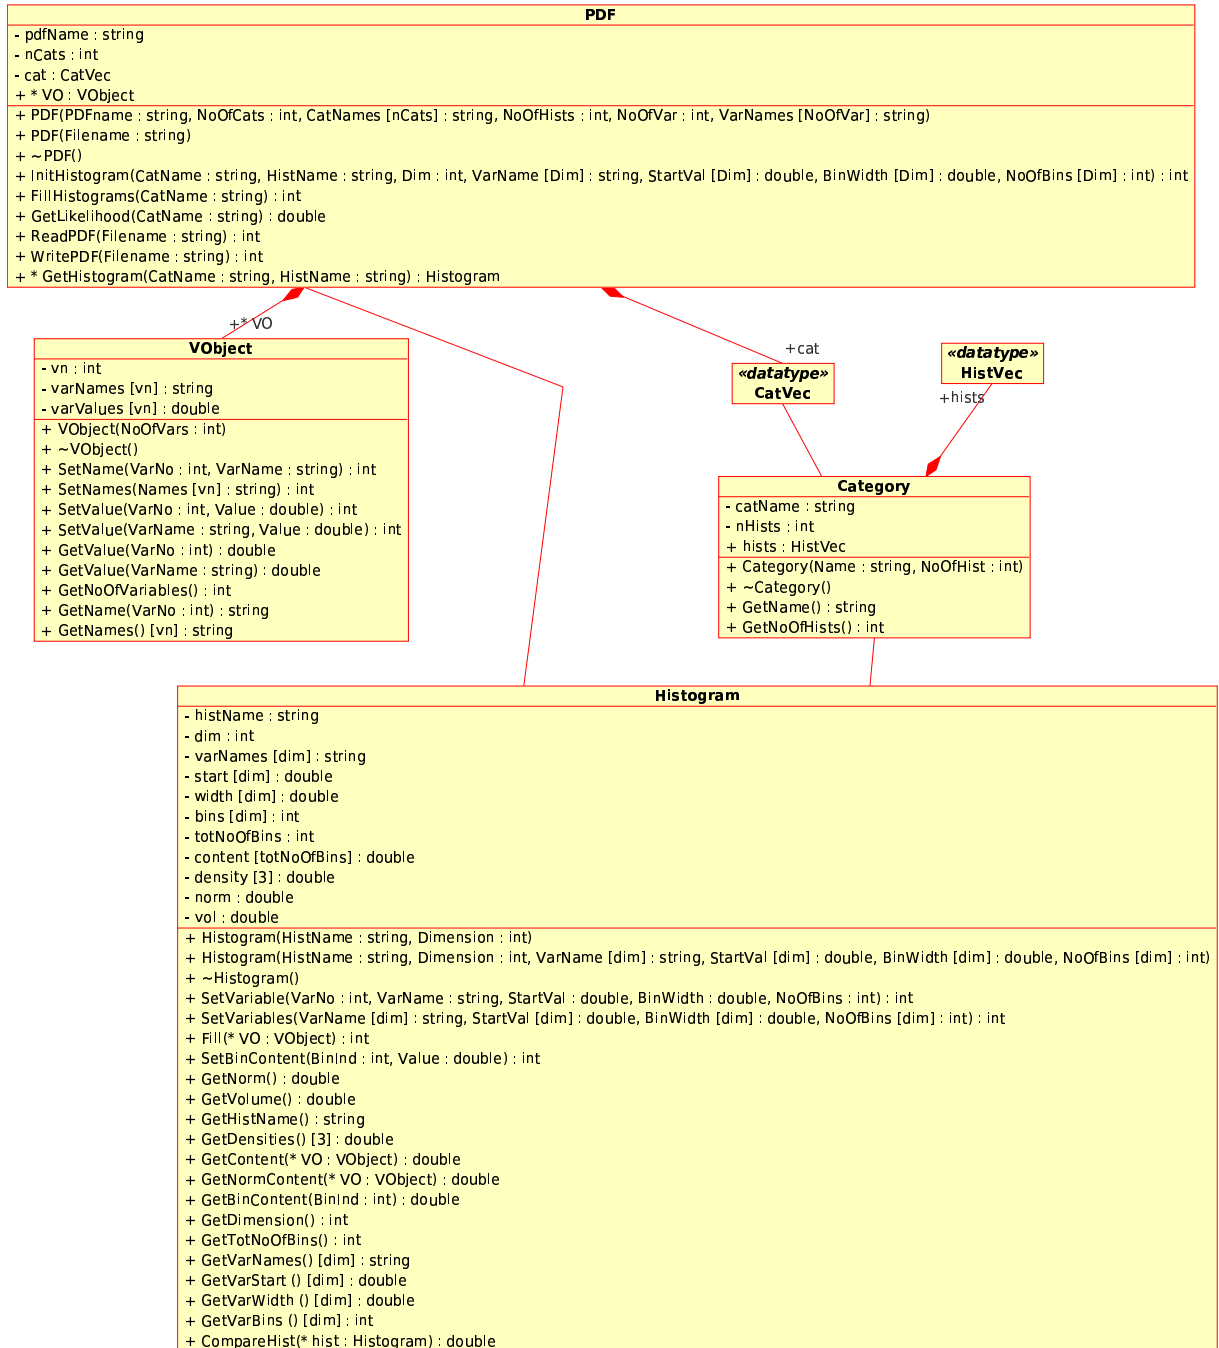 PDF
- pdfName : string
- nCats : int
- cat : CatVec
+ * VO : VObject
+ PDF(PDFname : string, NoOfCats : int, CatNames [nCats] : string, NoOfHists : int, NoOfVar : int, VarNames [NoOfVar] : string)
+ PDF(Filename : string)
+ ~PDF()
+ InitHistogram(CatName : string, HistName : string, Dim : int, VarName [Dim] : string, StartVal [Dim] : double, BinWidth [Dim] : double, NoOfBins [Dim] : int) : int
+ FillHistograms(CatName : string) : int
+ GetLikelihood(CatName : string) : double
+ ReadPDF(Filename : string) : int
+ WritePDF(Filename : string) : int
+ * GetHistogram(CatName : string, HistName : string) : Histogram
+* VO
VObject
- vn : int
- varNames [vn] : string
- varValues [vn] : double
+ VObject(NoOfVars : int)
+ ~VObject()
+ SetName(VarNo : int, VarName : string) : int
+ SetNames(Names [vn] : string) : int
+ SetValue(VarNo : int, Value : double) : int
+ SetValue(VarName : string, Value : double) : int
+ GetValue(VarNo : int) : double
+ GetValue(VarName : string) : double
+ GetNoOfVariables() : int
+ GetName(VarNo : int) : string
+ GetNames() [vn] : string
+cat
«datatype»
CatVec
«datatype»
HistVec
+hists
Category
- catName : string
- nHists : int
+ hists : HistVec
+ Category(Name : string, NoOfHist : int)
+ ~Category()
+ GetName() : string
+ GetNoOfHists() : int
Histogram
- histName : string
- dim : int
- varNames [dim] : string
- start [dim] : double
- width [dim] : double
- bins [dim] : int
- totNoOfBins : int
- content [totNoOfBins] : double
- density [3] : double
- norm : double
- vol : double
+ Histogram(HistName : string, Dimension : int)
+ Histogram(HistName : string, Dimension : int, VarName [dim] : string, StartVal [dim] : double, BinWidth [dim] : double, NoOfBins [dim] : int)
+ ~Histogram()
+ SetVariable(VarNo : int, VarName : string, StartVal : double, BinWidth : double, NoOfBins : int) : int
+ SetVariables(VarName [dim] : string, StartVal [dim] : double, BinWidth [dim] : double, NoOfBins [dim] : int) : int
+ Fill(* VO : VObject) : int
+ SetBinContent(BinInd : int, Value : double) : int
+ GetNorm() : double
+ GetVolume() : double
+ GetHistName() : string
+ GetDensities() [3] : double
+ GetContent(* VO : VObject) : double
+ GetNormContent(* VO : VObject) : double
+ GetBinContent(BinInd : int) : double
+ GetDimension() : int
+ GetTotNoOfBins() : int
+ GetVarNames() [dim] : string
+ GetVarStart () [dim] : double
+ GetVarWidth () [dim] : double
+ GetVarBins () [dim] : int
+ CompareHist(* hist : Histogram) : double